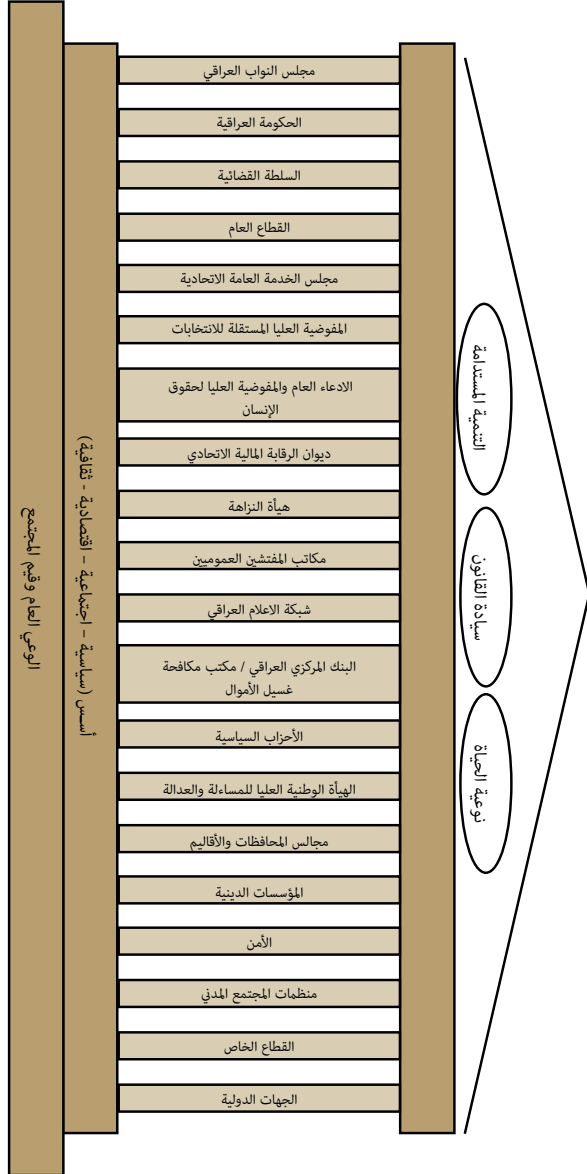 مجلس النواب العراقي
الحكومة العراقية
السلطة القضائية
القطاع العام
مجلس الخدمة العامة الاتحادية
المفوضية العليا المستقلة للانتخابات
الادعاء العام والمفوضية العليا لحقوق
الإنسان
ديوان الرقابة المالية الاتحادي
هيأة النزاهة
مكاتب المفتشين العموميين
شبكة الاعلام العراقي
البنك المركزي العراقي / مكتب مكافحة
غسيل الأموال
الأحزاب السياسية
الهيأة الوطنية العليا للمساءلة والعدالة
مجالس المحافظات والأقاليم
المؤسسات الدينية
الأمن
منظمات المجتمع المدني
القطاع الخاص
الجهات الدولية
التنمية المستدامة
سيادة القانون
نوعية الحياة
أسس (سياسية – اجتماعية – اقتصادية - ثقافية)
الوعي العام وقيم المجتمع